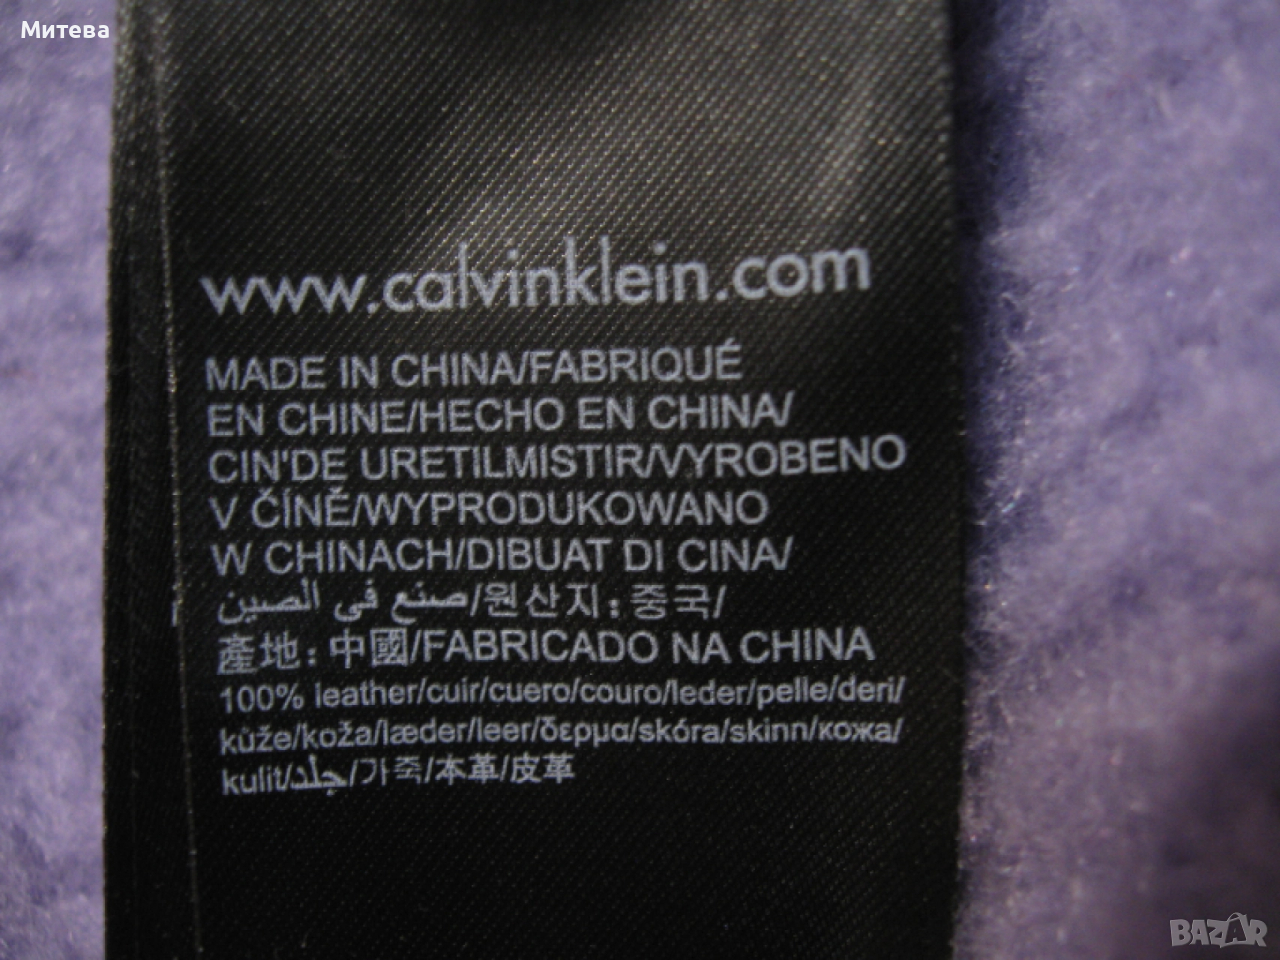 Митева
www.calvinklein.com
MADE IN CHINA/FABRIQUÉ
EN CHINE/HECHO EN CHINA/
CIN'DE URETILMISTIR/VYROBENO
V ČÍNĚ/WYPRODUKOWANO
W CHINACH/DIBUAT DI CINA/
صنع في الصين/원산지: 중국/
產地: 中國/FABRICADO NA CHINA
100% leather/cuir/cuero/couro/leder/pelle/deri/
kůže/koža/læder/leer/δερμα/skóra/skinn/кожа/
kulit/جلد/가죽/本革/皮革
BAZAR